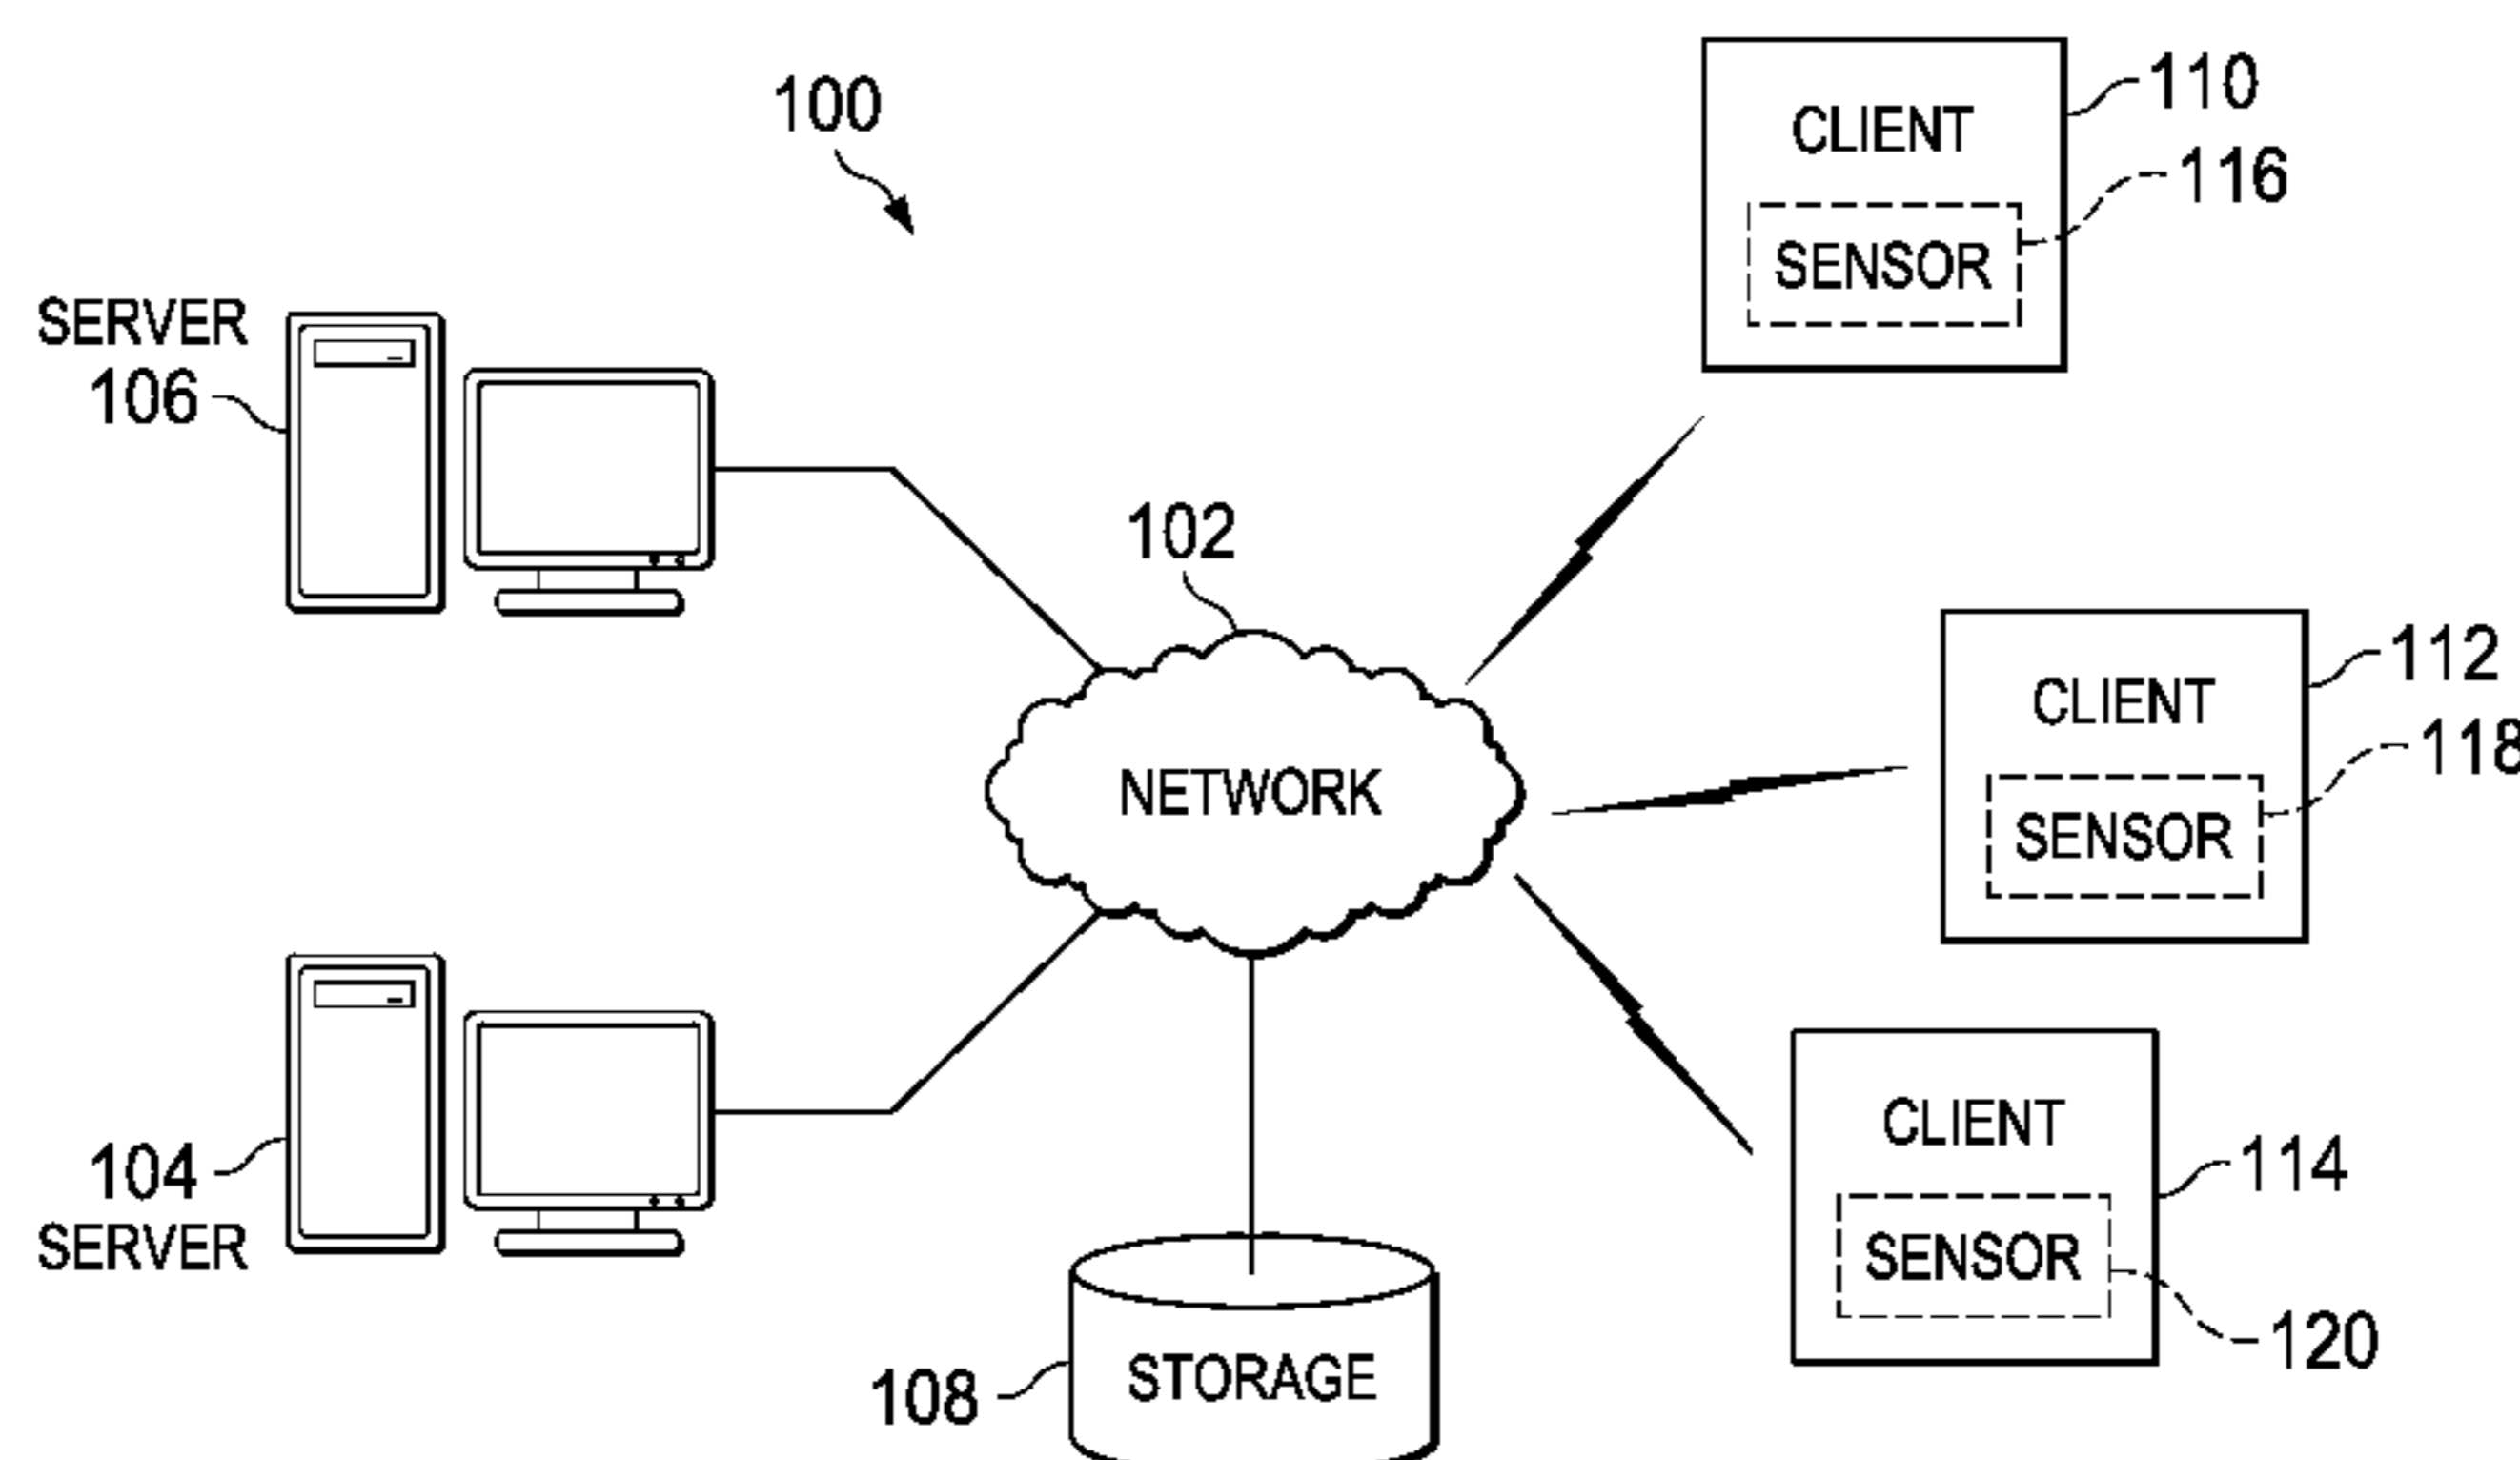 100
SERVER
106
102
NETWORK
104
SERVER
108
STORAGE
CLIENT
110
SENSOR
116
CLIENT
112
SENSOR
118
CLIENT
114
SENSOR
120